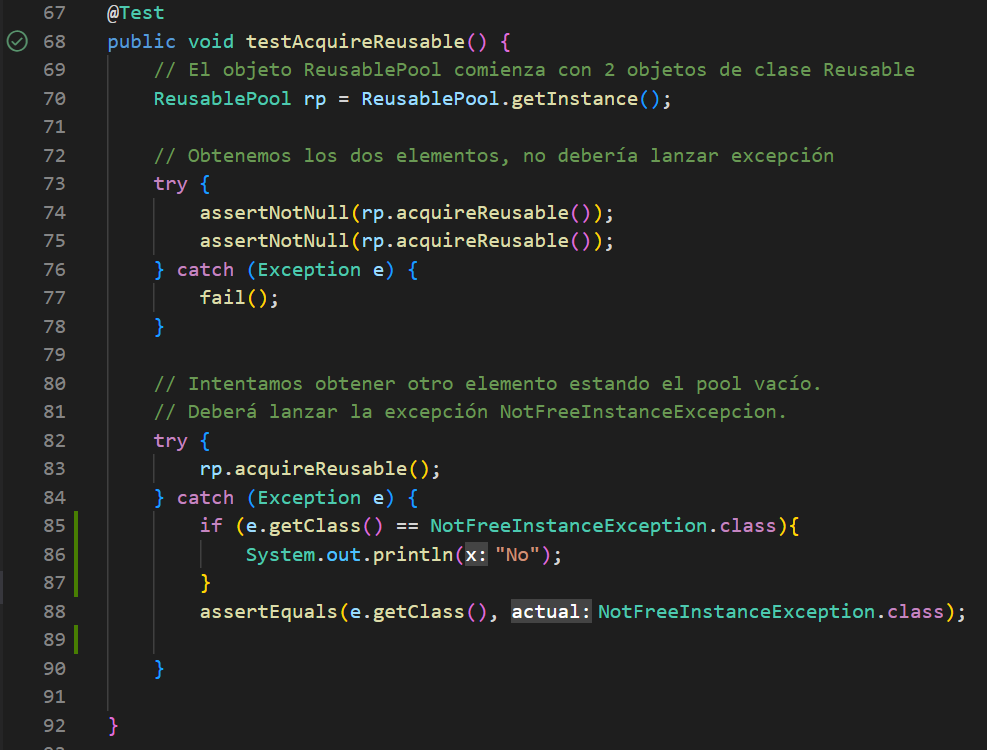 67 @Test
68 public void testAcquireReusable() {
69 // El objeto ReusablePool comienza con 2 objetos de clase Reusable
70 ReusablePool rp = ReusablePool.getInstance();
71
72 // Obtenemos los dos elementos, no debería lanzar excepción
73 try {
74 assertNotNull(rp.acquireReusable());
75 assertNotNull(rp.acquireReusable());
76 } catch (Exception e) {
77 fail();
78 }
79
80 // Intentamos obtener otro elemento estando el pool vacío.
81 // Deberá lanzar la excepción NotFreeInstanceExcepcion.
82 try {
83 rp.acquireReusable();
84 } catch (Exception e) {
85 if (e.getClass() == NotFreeInstanceException.class){
86 System.out.println(x: "No");
87 }
88 assertEquals(e.getClass(), actual: NotFreeInstanceException.class);
89
90 }
91
92 }